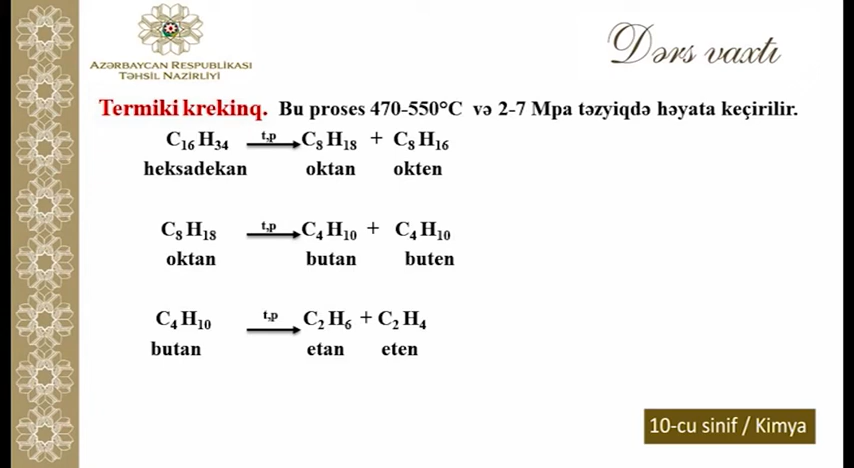 AZƏRBAYCAN RESPUBLİKASI
TƏHSİL NAZİRLİYİ
Dərs vaxtı
Termiki krekinq. Bu proses 470-550°C və 2-7 Mpa təzyiqdə həyata keçirilir.
C₁₆H₃₄ t,p→ C₈H₁₈ + C₈H₁₆
heksadekan oktan okten
C₈H₁₈ t,p→ C₄H₁₀ + C₄H₁₀
oktan butan buten
C₄H₁₀ t,p→ C₂H₆ + C₂H₄
butan etan eten
10-cu sinif / Kimya